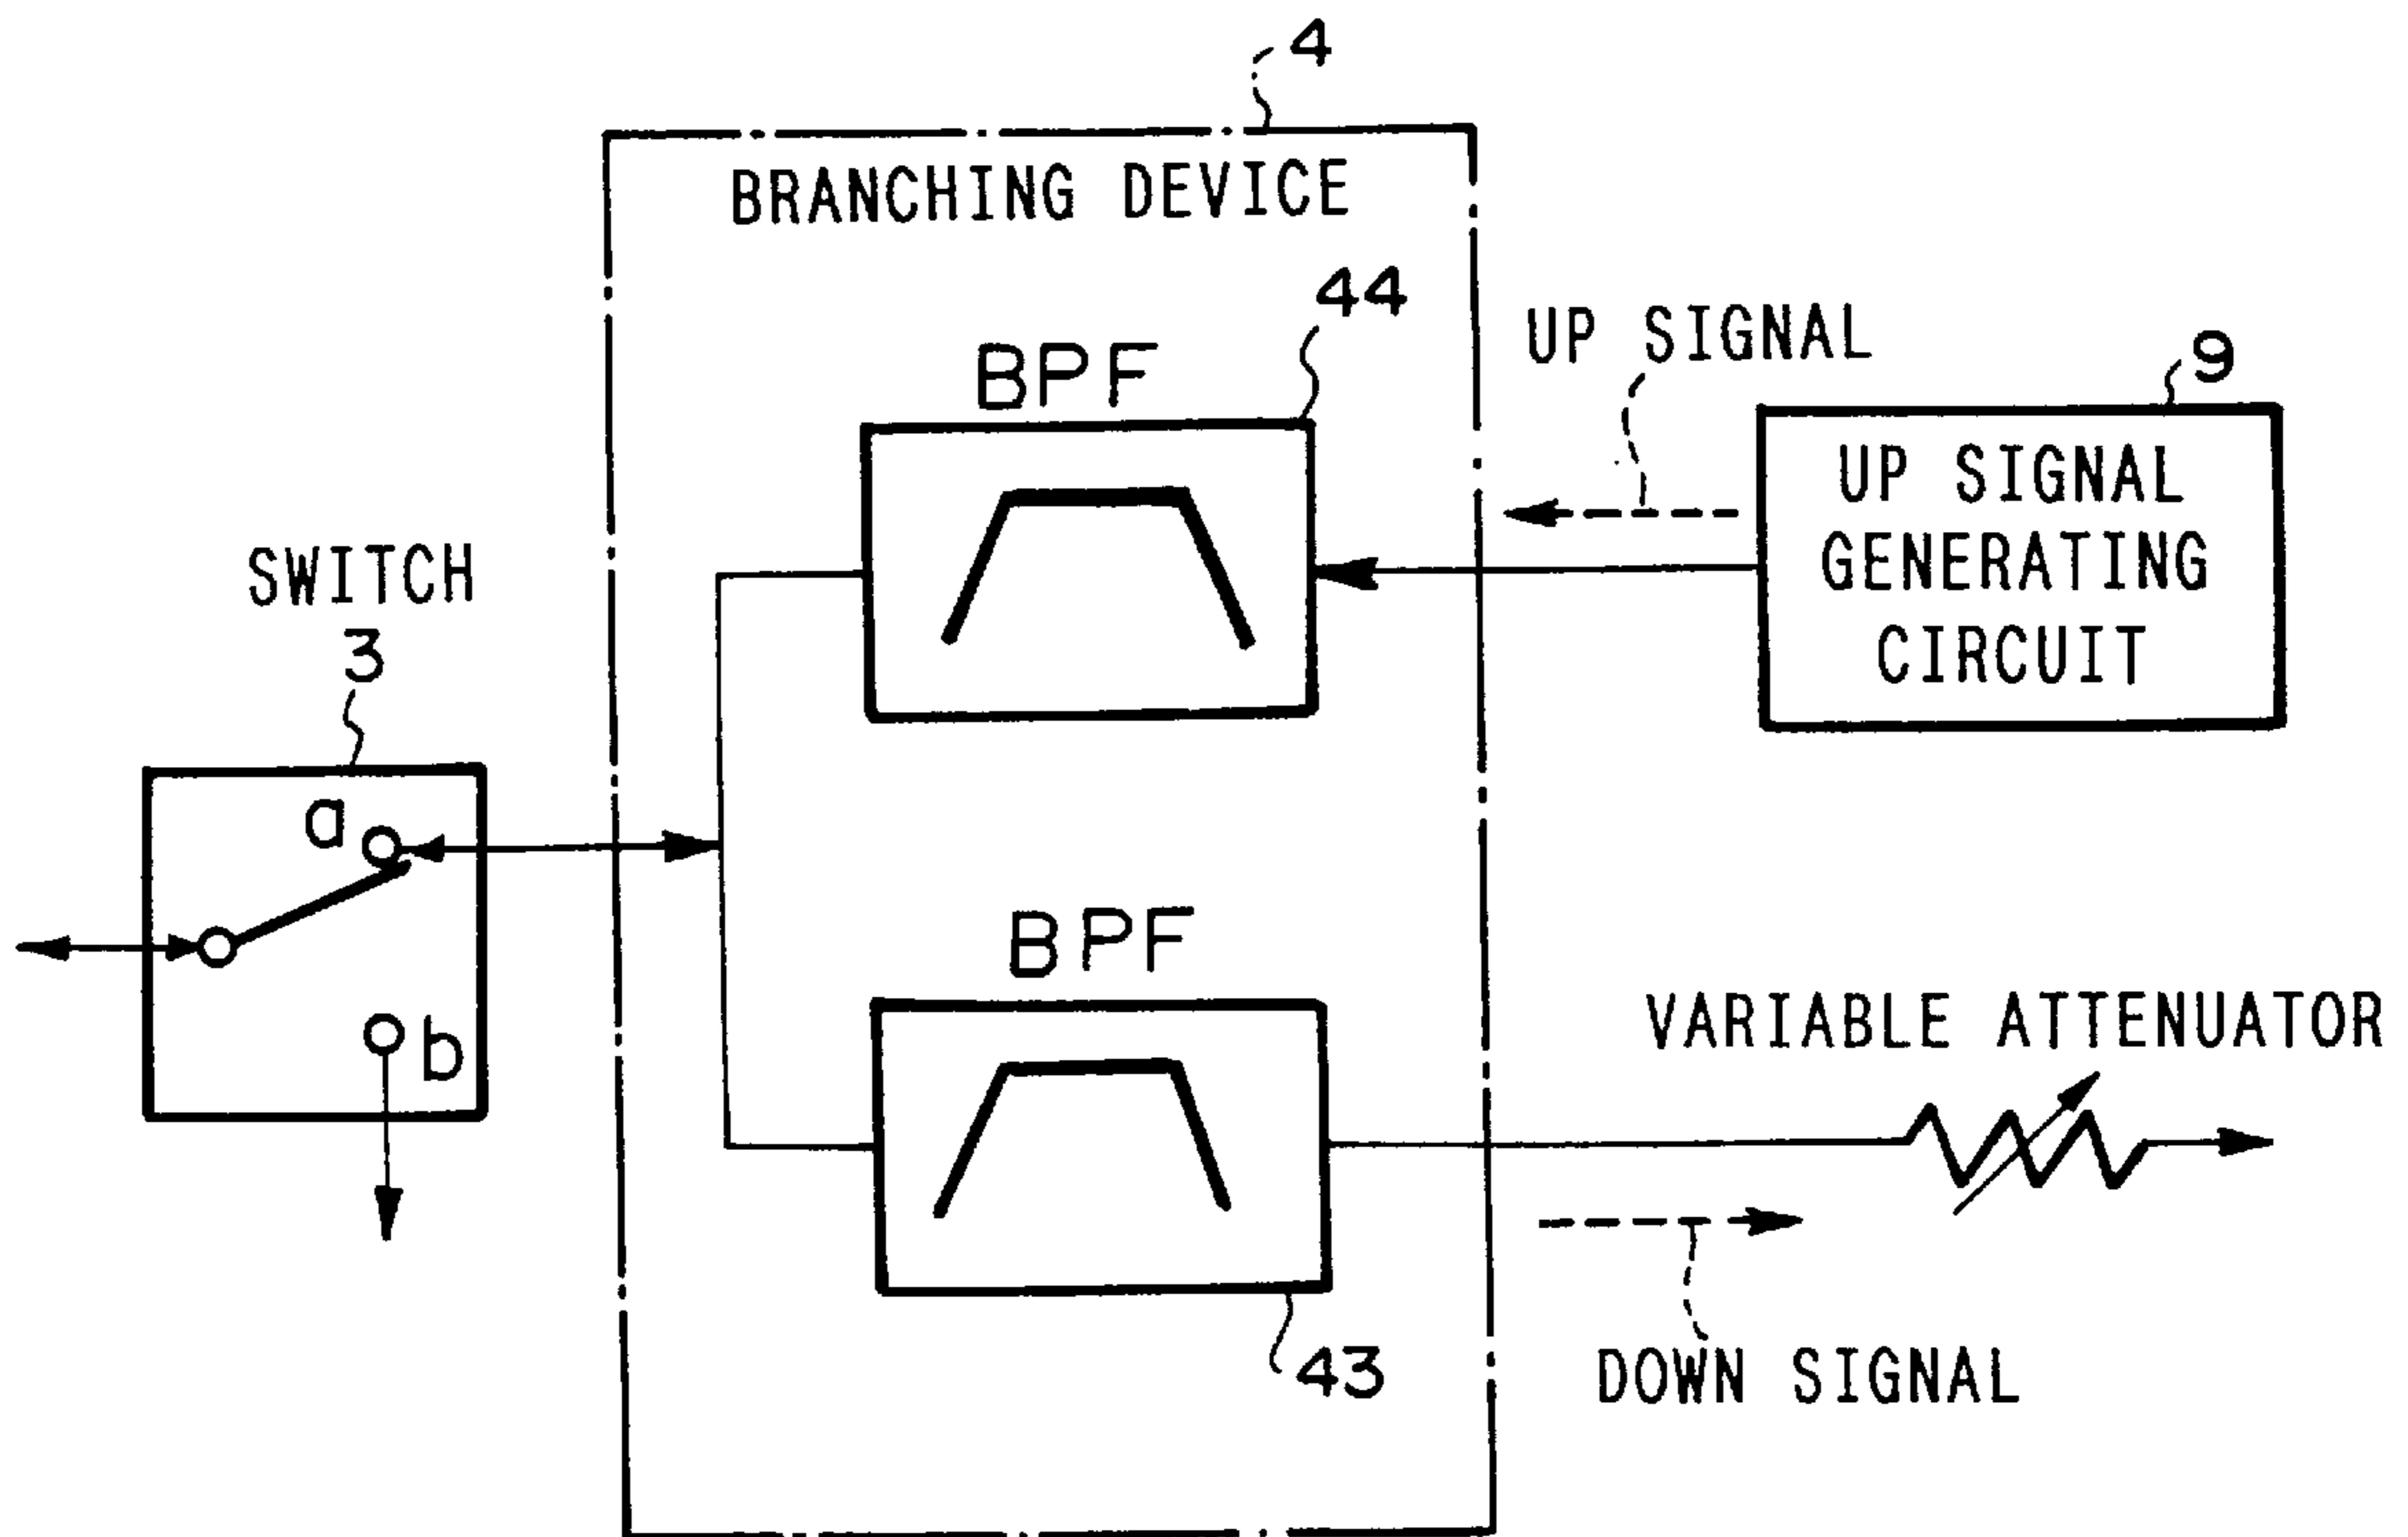 4
BRANCHING DEVICE
44
BPF
UP SIGNAL
9
UP SIGNAL
GENERATING
CIRCUIT
SWITCH
3
a
b
BPF
VARIABLE ATTENUATOR
43
DOWN SIGNAL